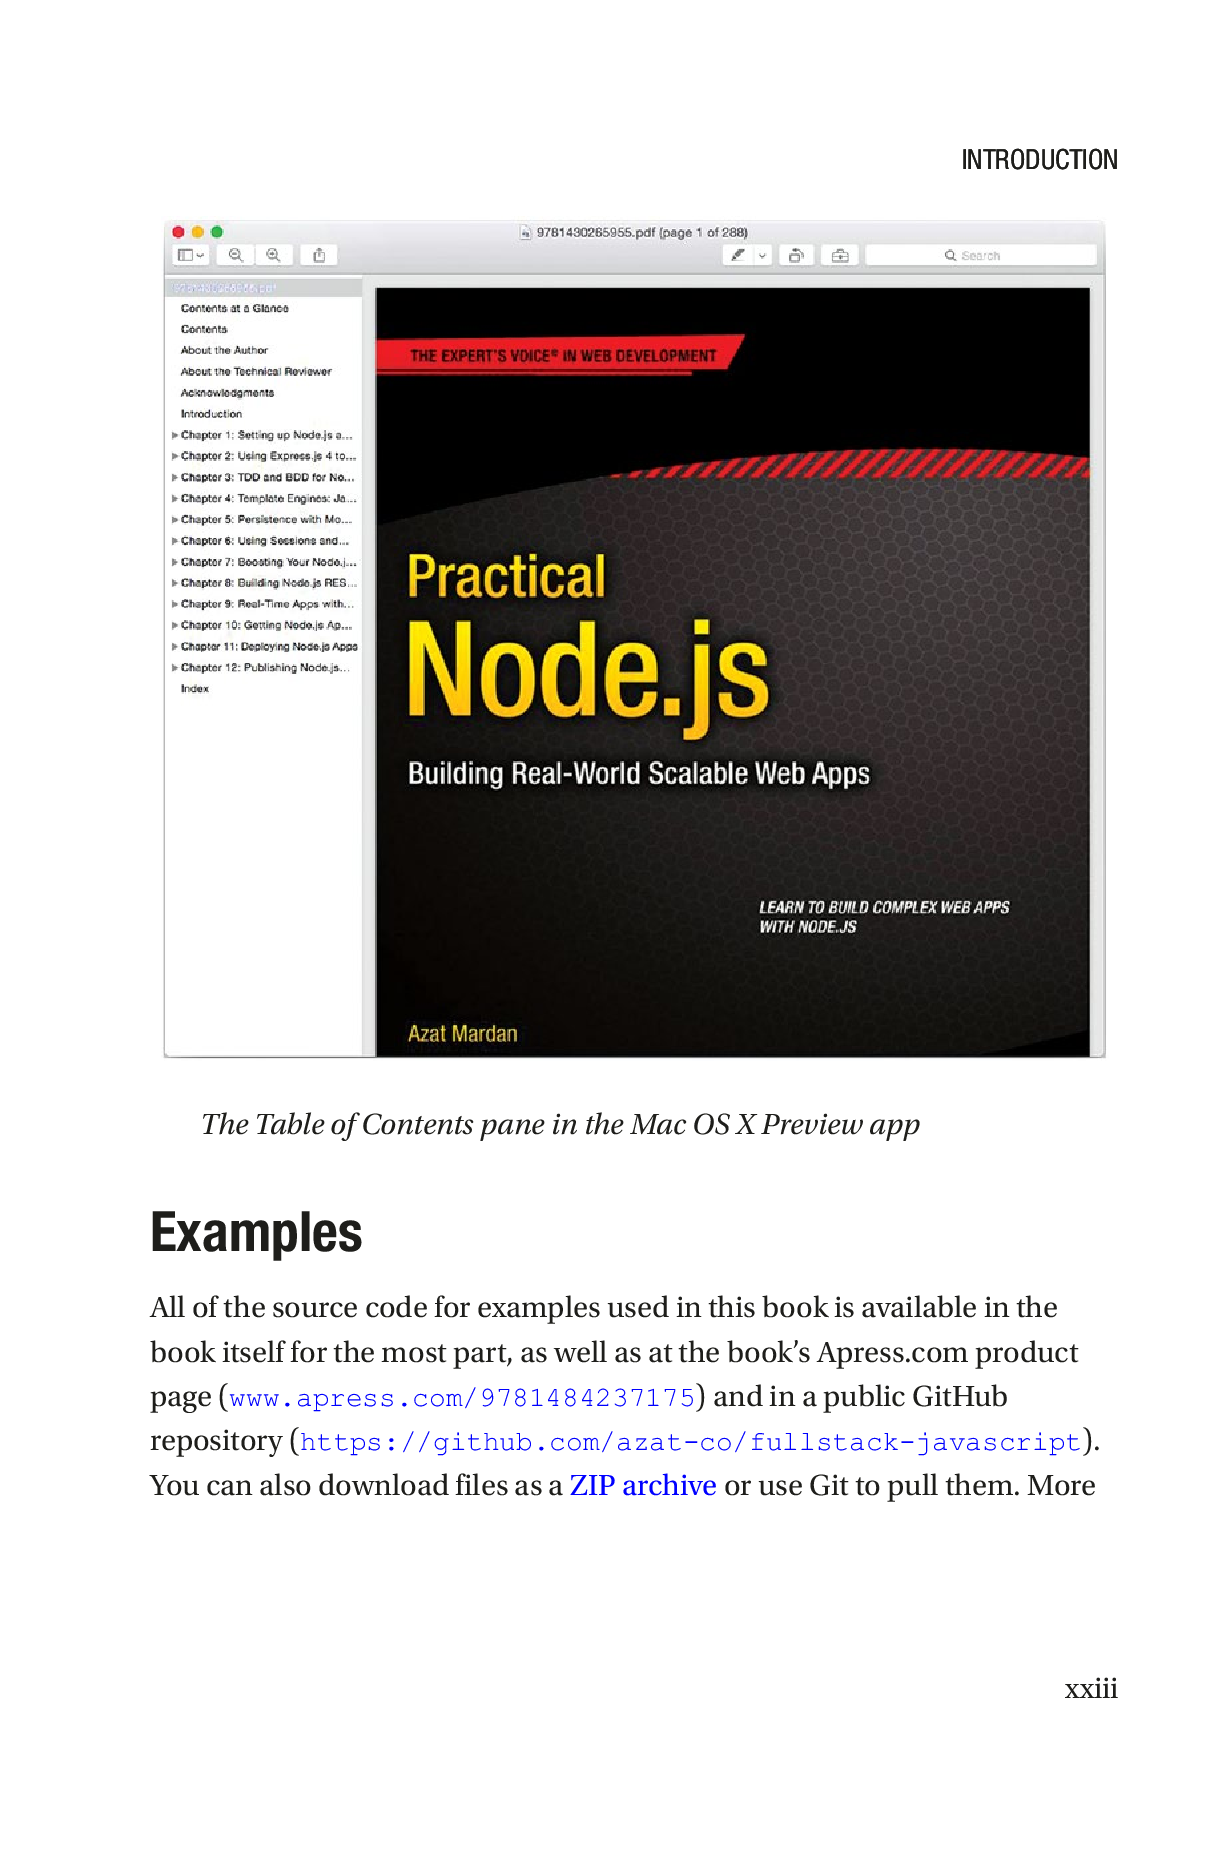 INTRODUCTION
9781430265955.pdf (page 1 of 288)
Search
9781430265955.pdf
Contents at a Glance
Contents
About the Author
About the Technical Reviewer
Acknowledgments
Introduction
Chapter 1: Setting up Node.js a...
Chapter 2: Using Express.js 4 to...
Chapter 3: TDD and BDD for No...
Chapter 4: Template Engines: Ja...
Chapter 5: Persistence with Mo...
Chapter 6: Using Sessions and...
Chapter 7: Boosting Your Node.j...
Chapter 8: Building Node.js RES...
Chapter 9: Real-Time Apps with...
Chapter 10: Getting Node.js Ap...
Chapter 11: Deploying Node.js Apps
Chapter 12: Publishing Node.js...
Index
THE EXPERT'S VOICE® IN WEB DEVELOPMENT
Practical
Node.js
Building Real-World Scalable Web Apps
LEARN TO BUILD COMPLEX WEB APPS
WITH NODE.JS
Azat Mardan
The Table of Contents pane in the Mac OS X Preview app
Examples
All of the source code for examples used in this book is available in the
book itself for the most part, as well as at the book’s Apress.com product
page (www.apress.com/9781484237175) and in a public GitHub
repository (https://github.com/azat-co/fullstack-javascript).
You can also download files as a ZIP archive or use Git to pull them. More
xxiii